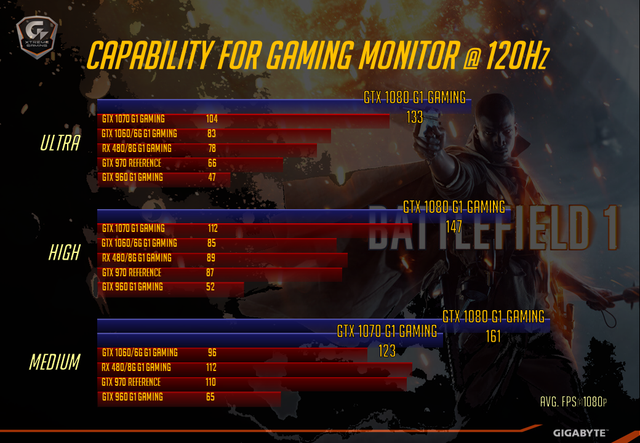 XTREME GAMING
CAPABILITY FOR GAMING MONITOR @ 120HZ
ULTRA
GTX 1080 G1 GAMING
133
GTX 1070 G1 GAMING 104
GTX 1060/6G G1 GAMING 83
RX 480/8G G1 GAMING 78
GTX 970 REFERENCE 66
GTX 960 G1 GAMING 47
HIGH
GTX 1080 G1 GAMING
147
GTX 1070 G1 GAMING 112
GTX 1060/6G G1 GAMING 85
RX 480/8G G1 GAMING 89
GTX 970 REFERENCE 87
GTX 960 G1 GAMING 52
BATTLEFIELD 1
MEDIUM
GTX 1080 G1 GAMING
161
GTX 1070 G1 GAMING
123
GTX 1060/6G G1 GAMING 96
RX 480/8G G1 GAMING 112
GTX 970 REFERENCE 110
GTX 960 G1 GAMING 65
AVG. FPS@1080P
GIGABYTE™